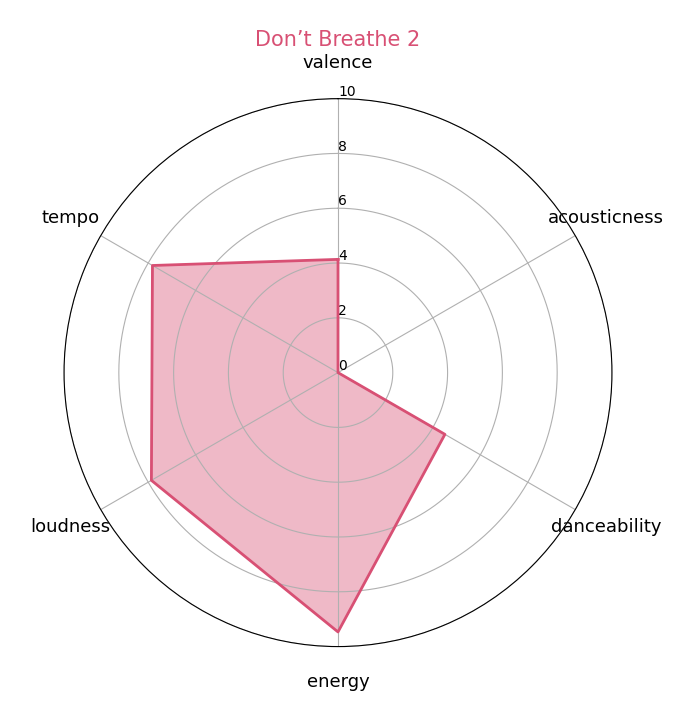 Don’t Breathe 2
valence
10
8
6
4
2
0
tempo
acousticness
loudness
danceability
energy